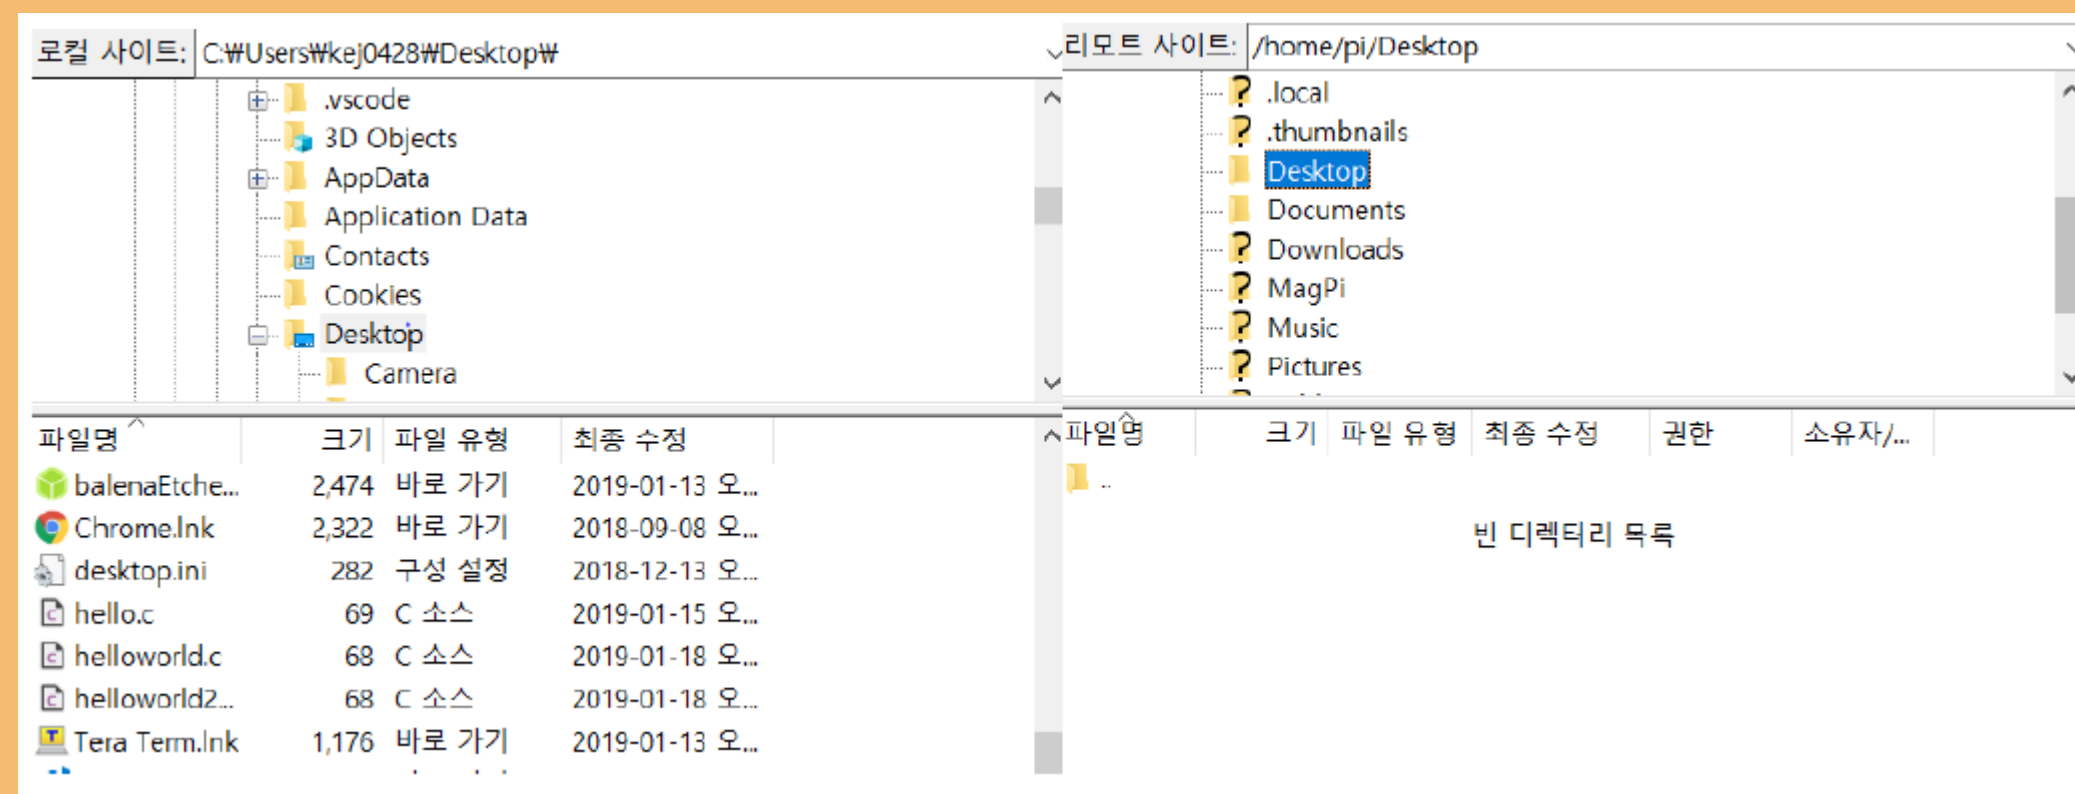 로컬 사이트: C:₩Users₩kej0428₩Desktop₩
.vscode
3D Objects
AppData
Application Data
Contacts
Cookies
Desktop
Camera
파일명 크기 파일 유형 최종 수정
balenaEtche... 2,474 바로 가기 2019-01-13 오...
Chrome.lnk 2,322 바로 가기 2018-09-08 오...
desktop.ini 282 구성 설정 2018-12-13 오...
hello.c 69 C 소스 2019-01-15 오...
helloworld.c 68 C 소스 2019-01-18 오...
helloworld2... 68 C 소스 2019-01-18 오...
Tera Term.lnk 1,176 바로 가기 2019-01-13 오...
리모트 사이트: /home/pi/Desktop
.local
.thumbnails
Desktop
Documents
Downloads
MagPi
Music
Pictures
파일명 크기 파일 유형 최종 수정 권한 소유자/...
..
빈 디렉터리 목록